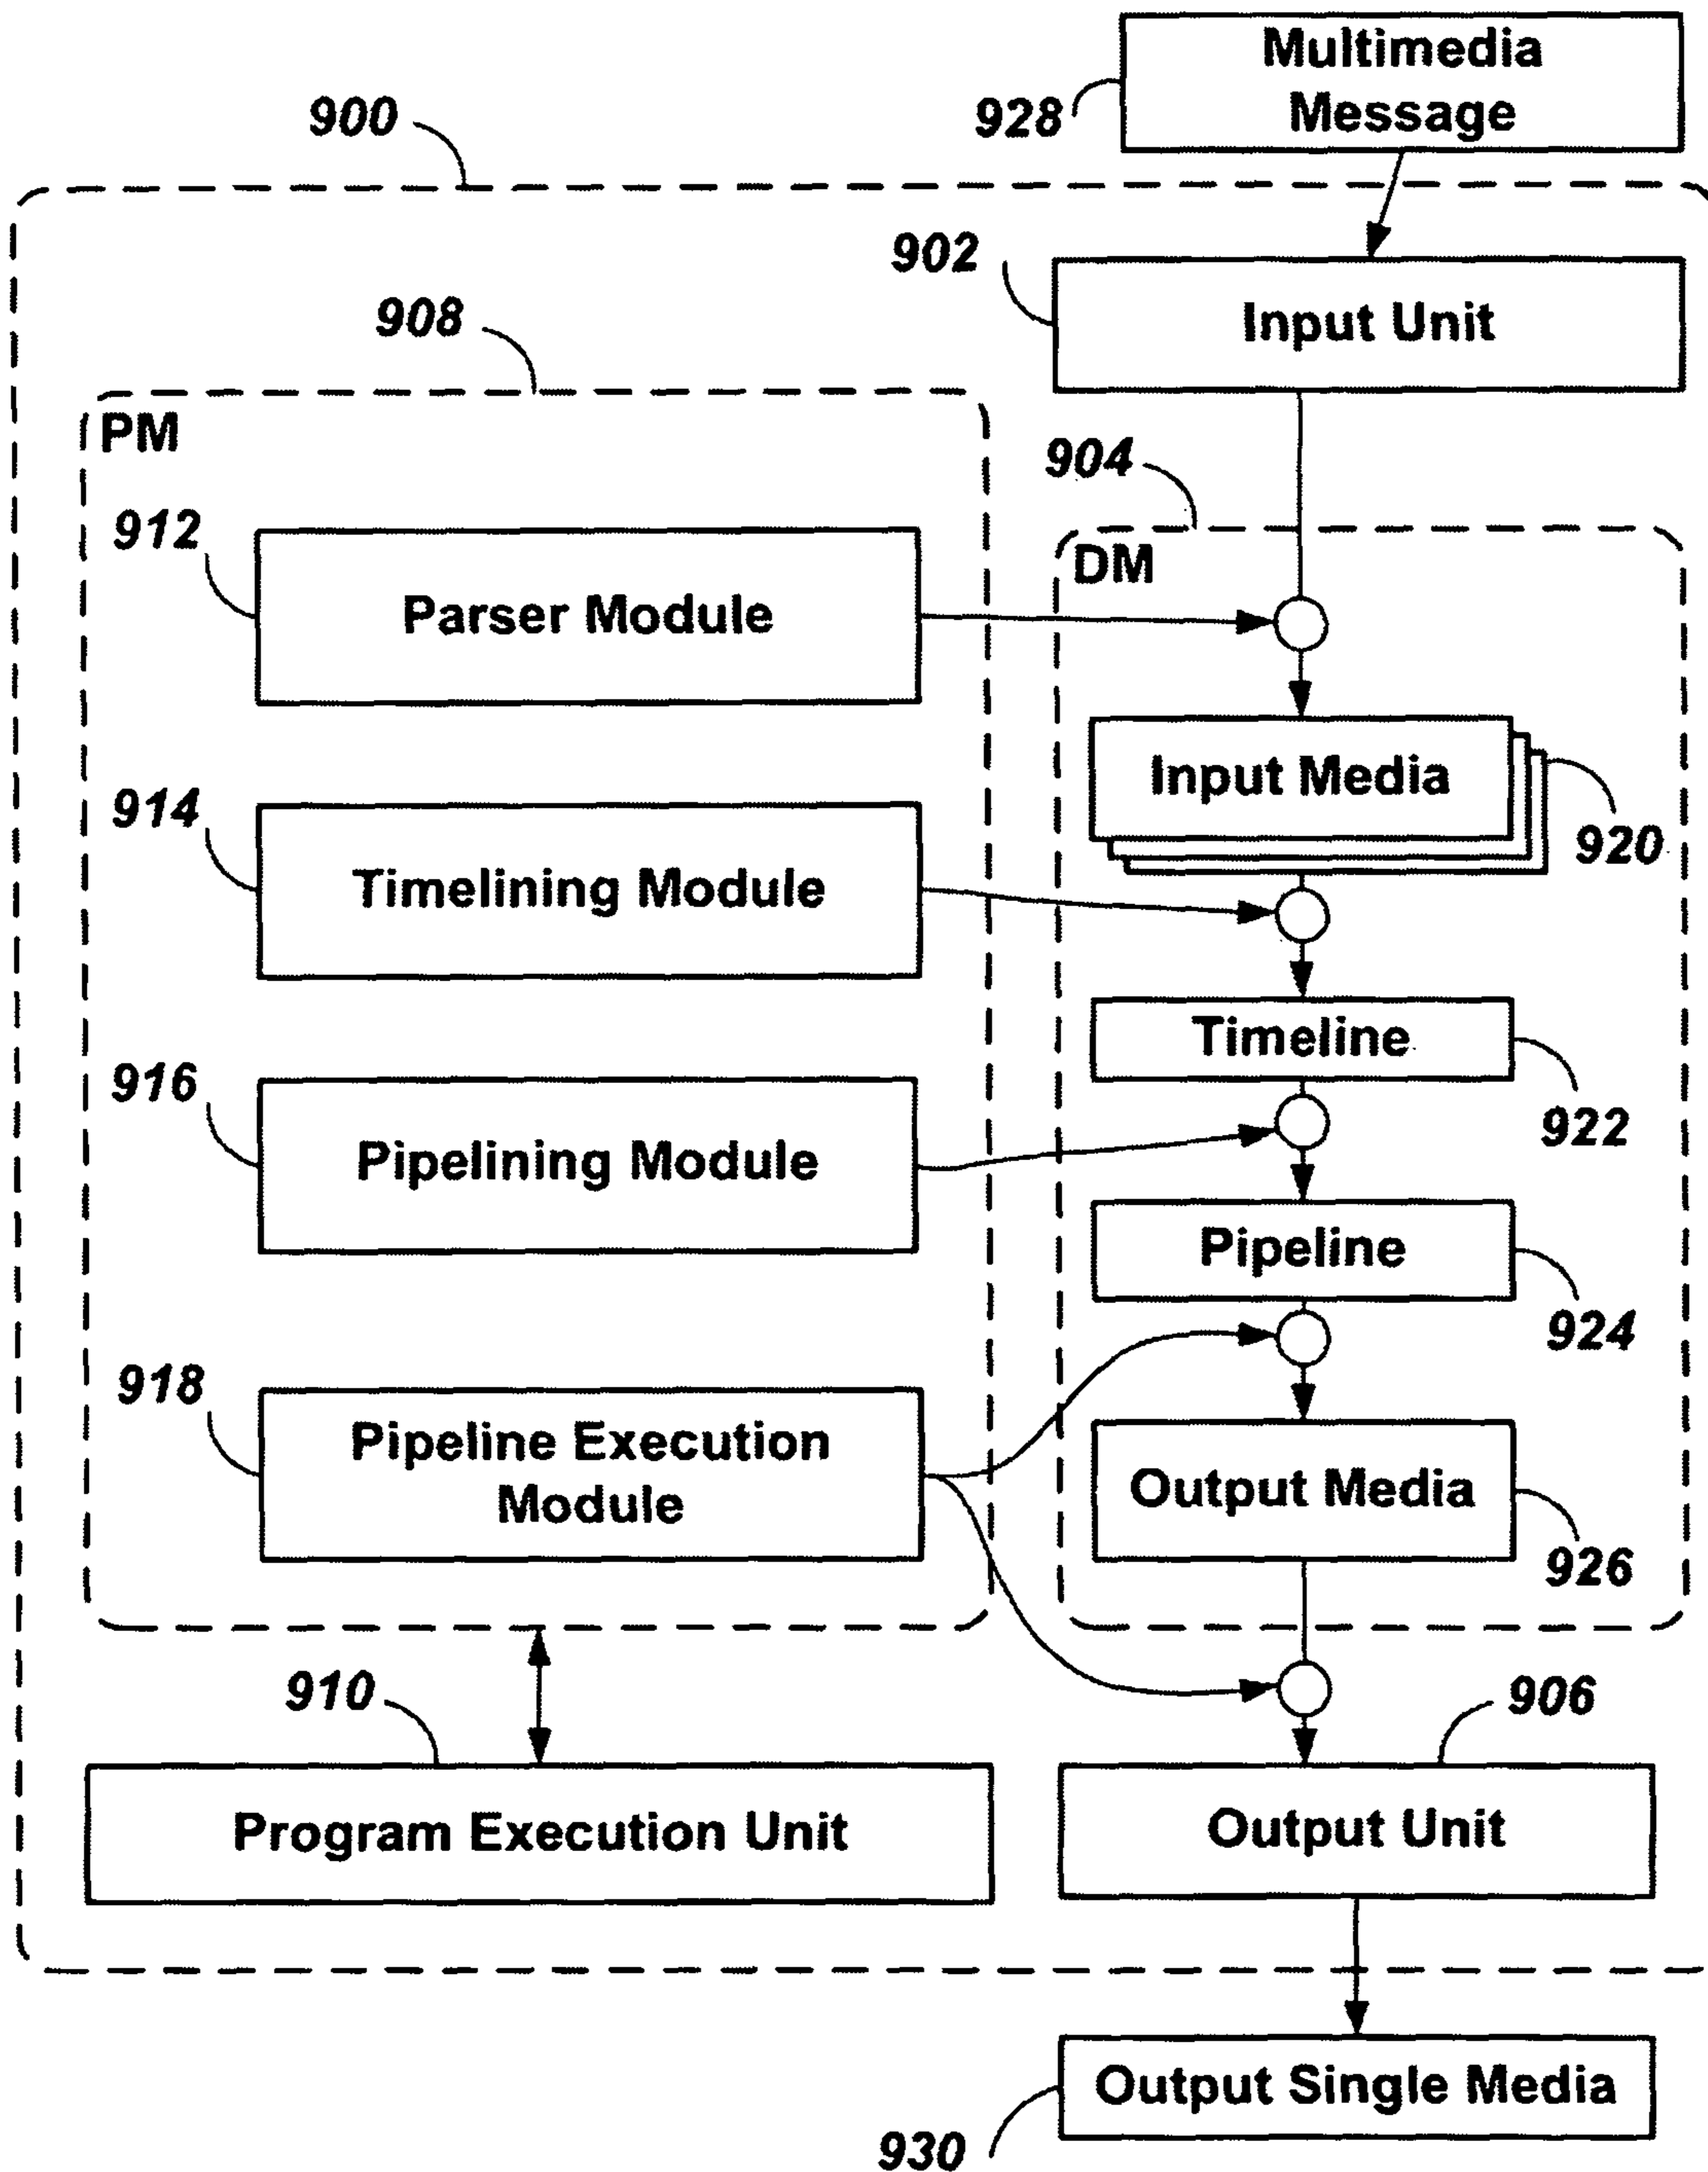 Multimedia
Message
928
900
902
Input Unit
908
PM
904
DM
912
Parser Module
Input Media
920
914
Timelining Module
Timeline
922
916
Pipelining Module
Pipeline
924
918
Pipeline Execution
Module
Output Media
926
910
906
Program Execution Unit
Output Unit
Output Single Media
930